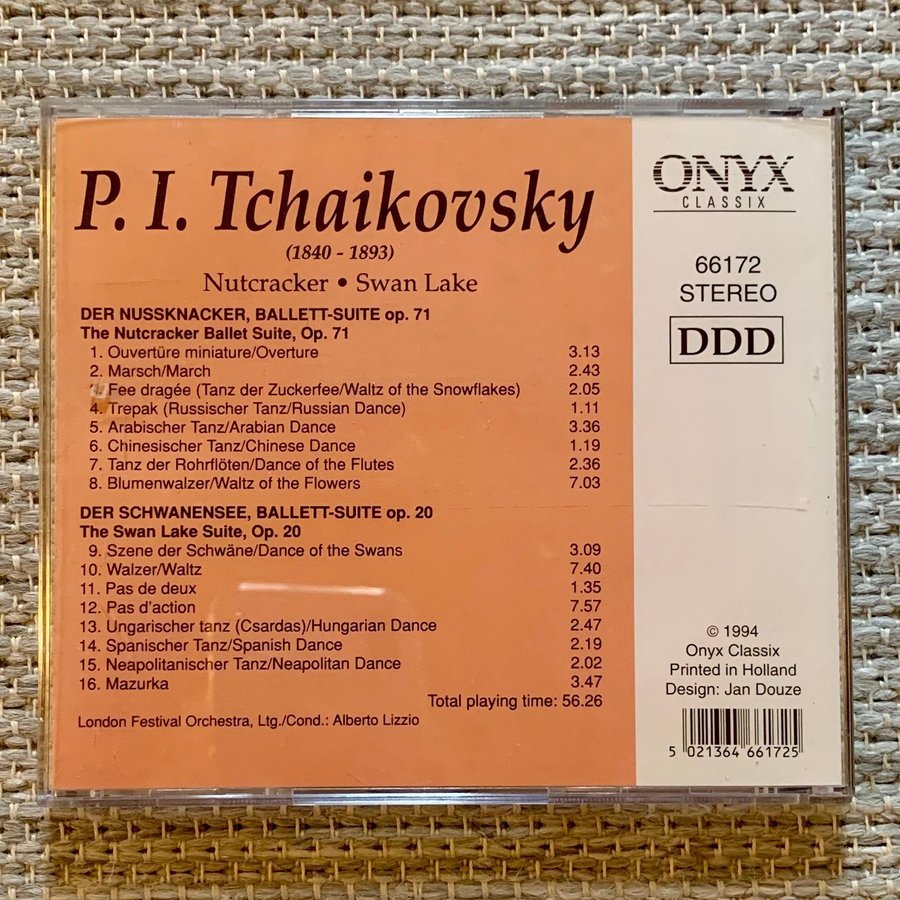 P. I. Tchaikovsky
(1840 - 1893)
Nutcracker • Swan Lake
DER NUSSKNACKER, BALLETT-SUITE op. 71
The Nutcracker Ballet Suite, Op. 71
1. Ouvertüre miniature/Overture 3.13
2. Marsch/March 2.43
3. Fee dragée (Tanz der Zuckerfee/Waltz of the Snowflakes) 2.05
4. Trepak (Russischer Tanz/Russian Dance) 1.11
5. Arabischer Tanz/Arabian Dance 3.36
6. Chinesischer Tanz/Chinese Dance 1.19
7. Tanz der Rohrflöten/Dance of the Flutes 2.36
8. Blumenwalzer/Waltz of the Flowers 7.03
DER SCHWANENSEE, BALLETT-SUITE op. 20
The Swan Lake Suite, Op. 20
9. Szene der Schwäne/Dance of the Swans 3.09
10. Walzer/Waltz 7.40
11. Pas de deux 1.35
12. Pas d'action 7.57
13. Ungarischer tanz (Csardas)/Hungarian Dance 2.47
14. Spanischer Tanz/Spanish Dance 2.19
15. Neapolitanischer Tanz/Neapolitan Dance 2.02
16. Mazurka 3.47
Total playing time: 56.26
London Festival Orchestra, Ltg./Cond.: Alberto Lizzio
ONYX
CLASSIX
66172
STEREO
DDD
© 1994
Onyx Classix
Printed in Holland
Design: Jan Douze
5 021364 661725